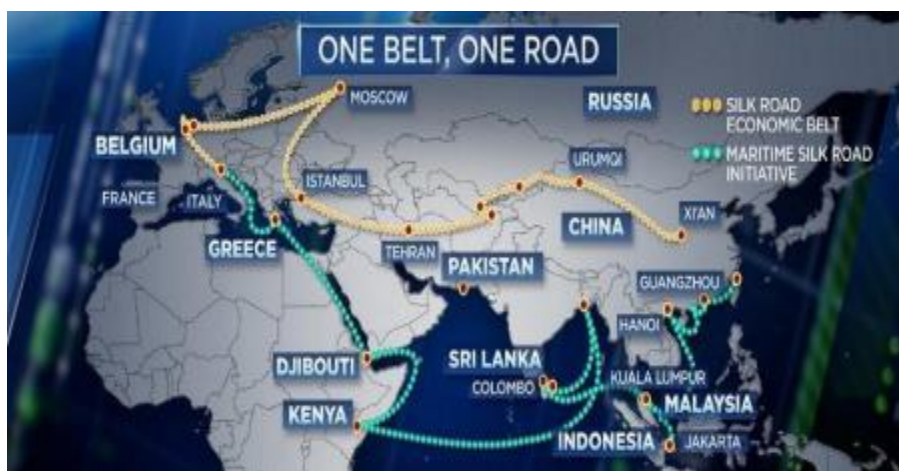 ONE BELT, ONE ROAD
MOSCOW
RUSSIA
SILK ROAD
ECONOMIC BELT
MARITIME SILK ROAD
INITIATIVE
BELGIUM
URUMQI
ISTANBUL
FRANCE
ITALY
XI'AN
CHINA
GREECE
TEHRAN
PAKISTAN
GUANGZHOU
HANOI
DJIBOUTI
SRI LANKA
COLOMBO
KUALA LUMPUR
MALAYSIA
KENYA
INDONESIA
JAKARTA